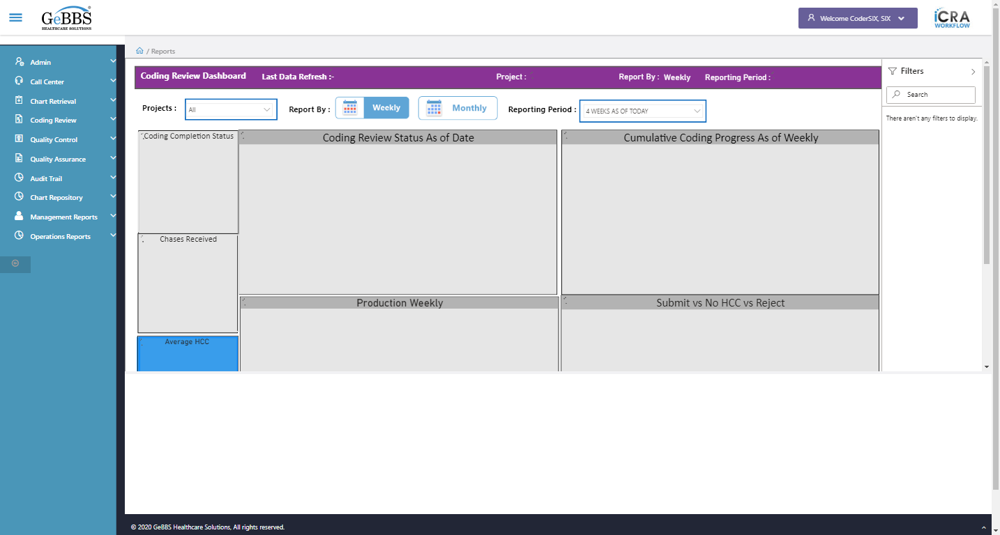 GeBBS®
HEALTHCARE SOLUTIONS
Welcome CoderSIX, SIX
iCRA
WORKFLOW
/ Reports
Admin
Call Center
Chart Retrieval
Coding Review
Quality Control
Quality Assurance
Audit Trail
Chart Repository
Management Reports
Operations Reports
Coding Review Dashboard Last Data Refresh :- Project : Report By : Weekly Reporting Period :
Projects : All Report By : Weekly Monthly Reporting Period : 4 WEEKS AS OF TODAY
Coding Completion Status
Coding Review Status As of Date
Cumulative Coding Progress As of Weekly
Chases Received
Production Weekly
Submit vs No HCC vs Reject
Average HCC
Filters
Search
There aren't any filters to display.
© 2020 GeBBS Healthcare Solutions, All rights reserved.